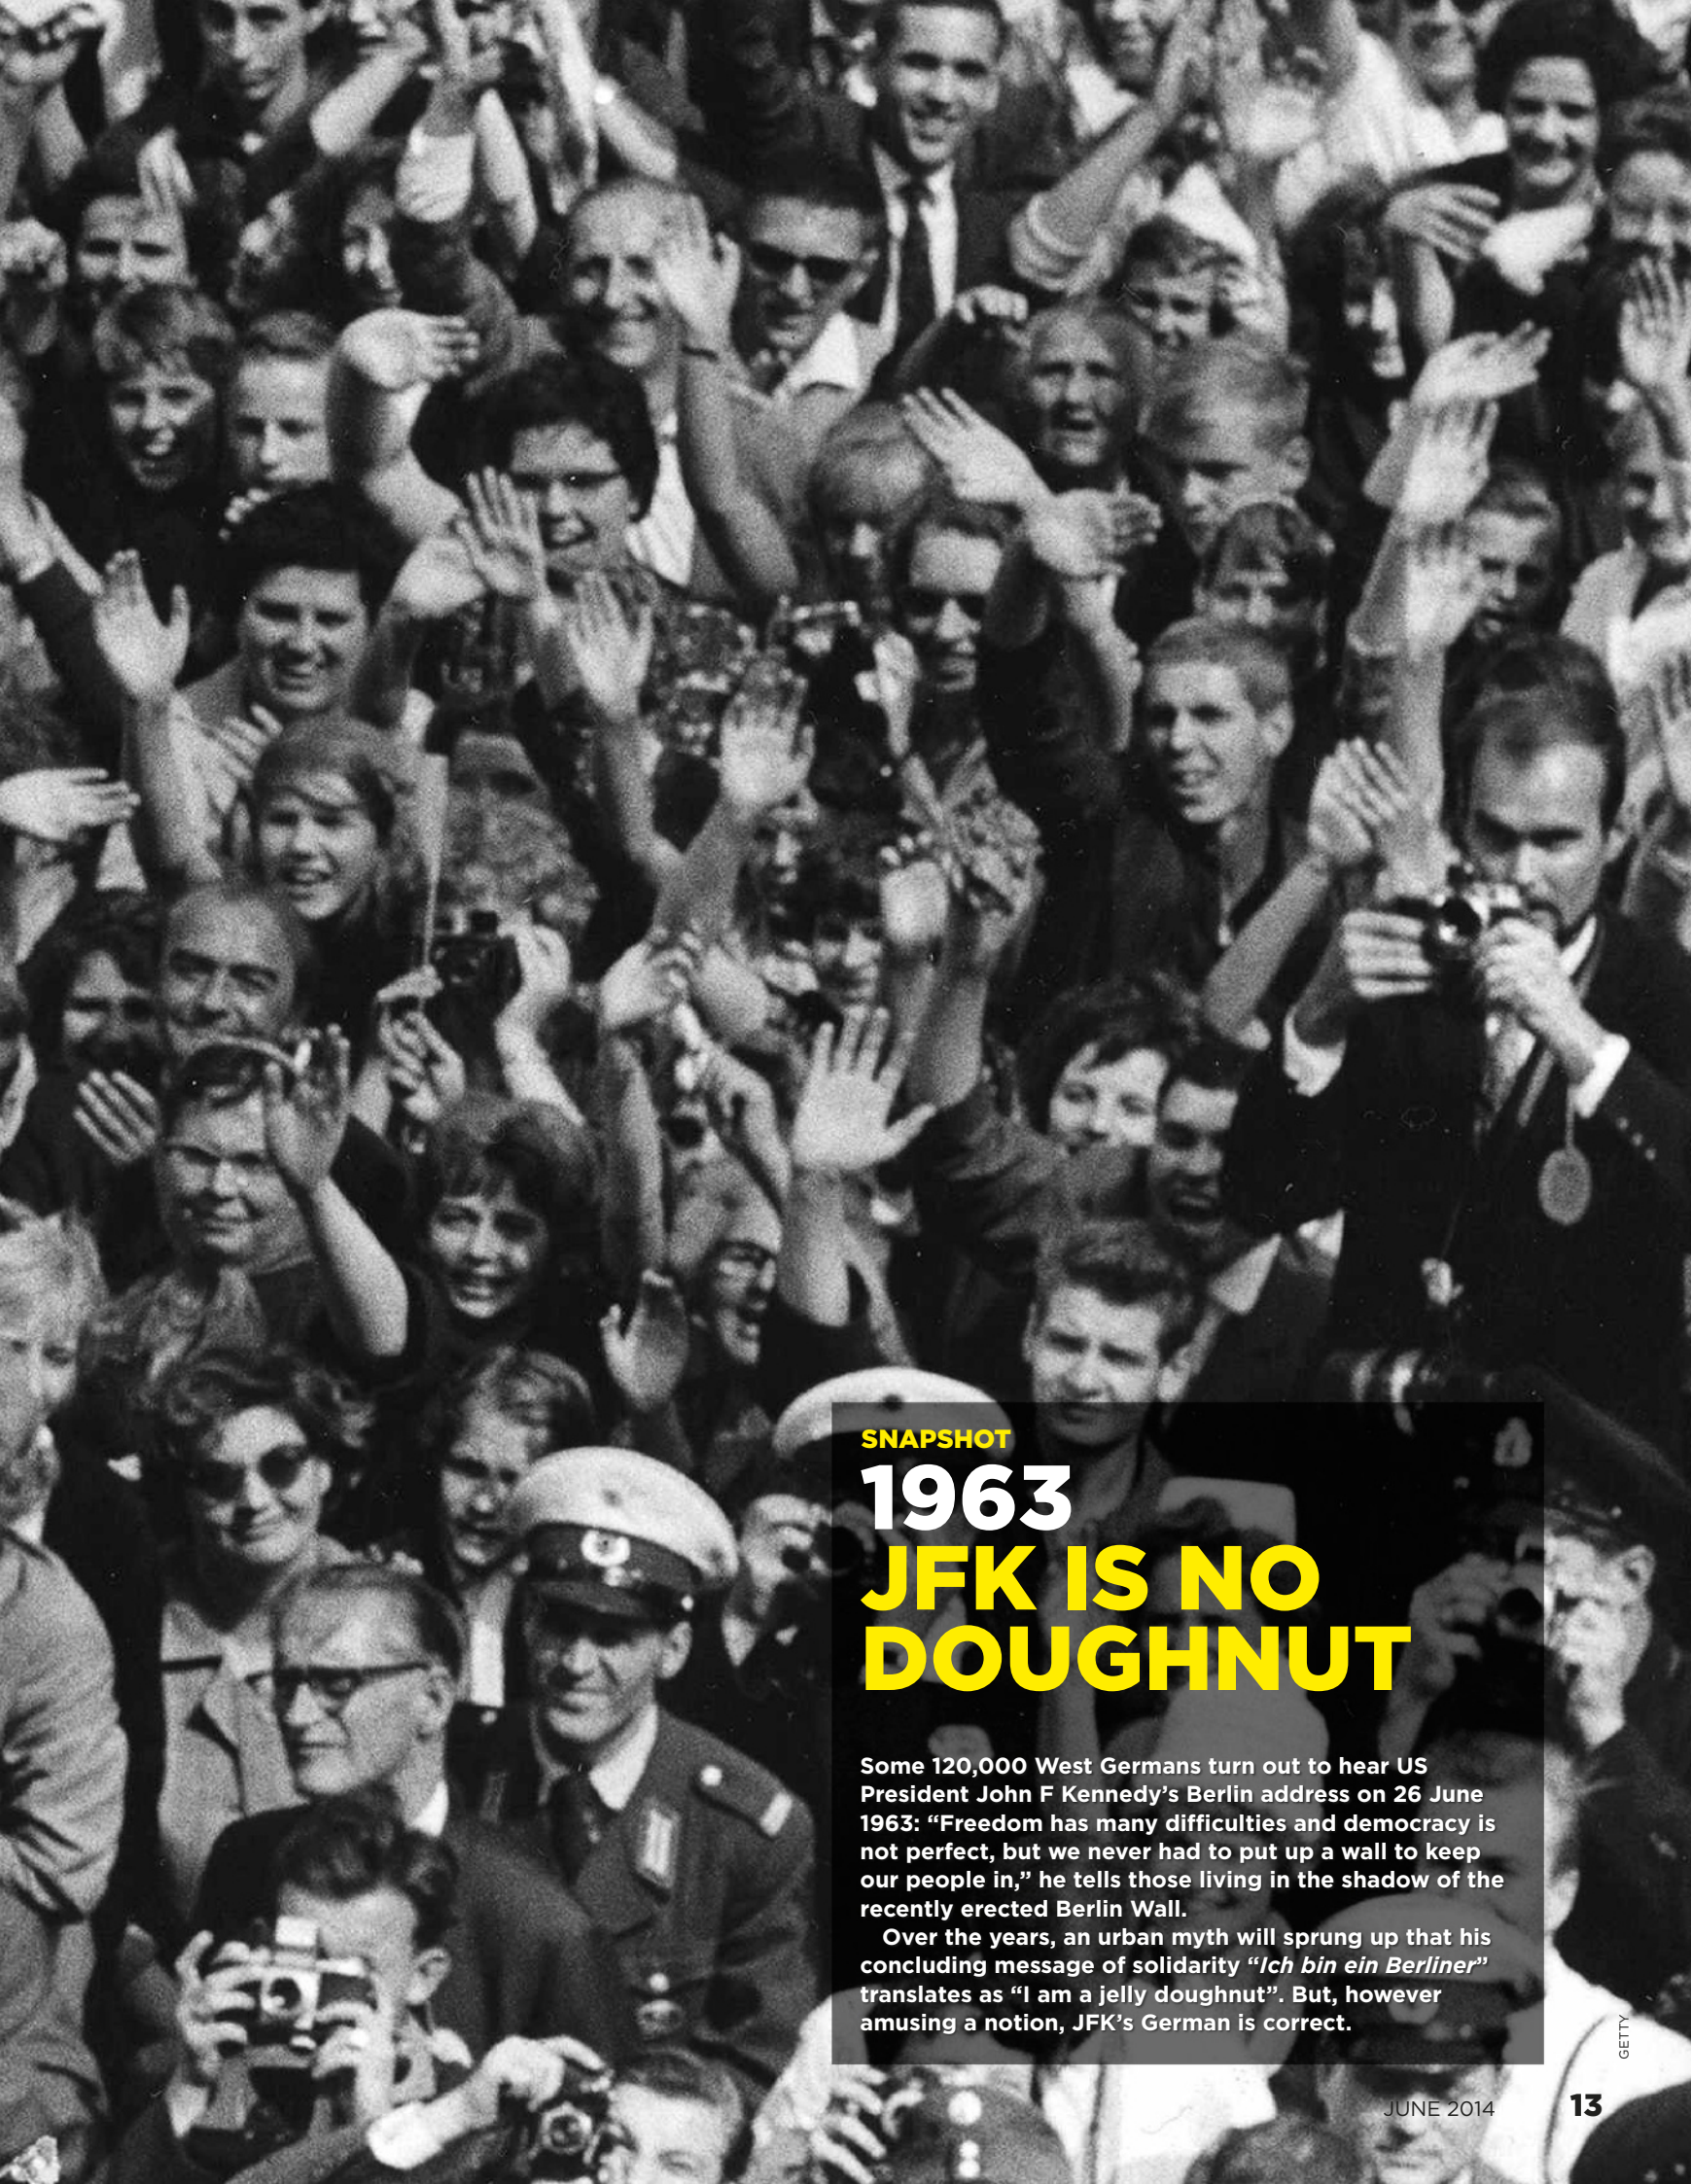 SNAPSHOT
1963
JFK IS NO
DOUGHNUT
Some 120,000 West Germans turn out to hear US
President John F Kennedy’s Berlin address on 26 June
1963: “Freedom has many difficulties and democracy is
not perfect, but we never had to put up a wall to keep
our people in,” he tells those living in the shadow of the
recently erected Berlin Wall.
Over the years, an urban myth will sprung up that his
concluding message of solidarity “Ich bin ein Berliner”
translates as “I am a jelly doughnut”. But, however
amusing a notion, JFK’s German is correct.
GETTY
JUNE 2014
13